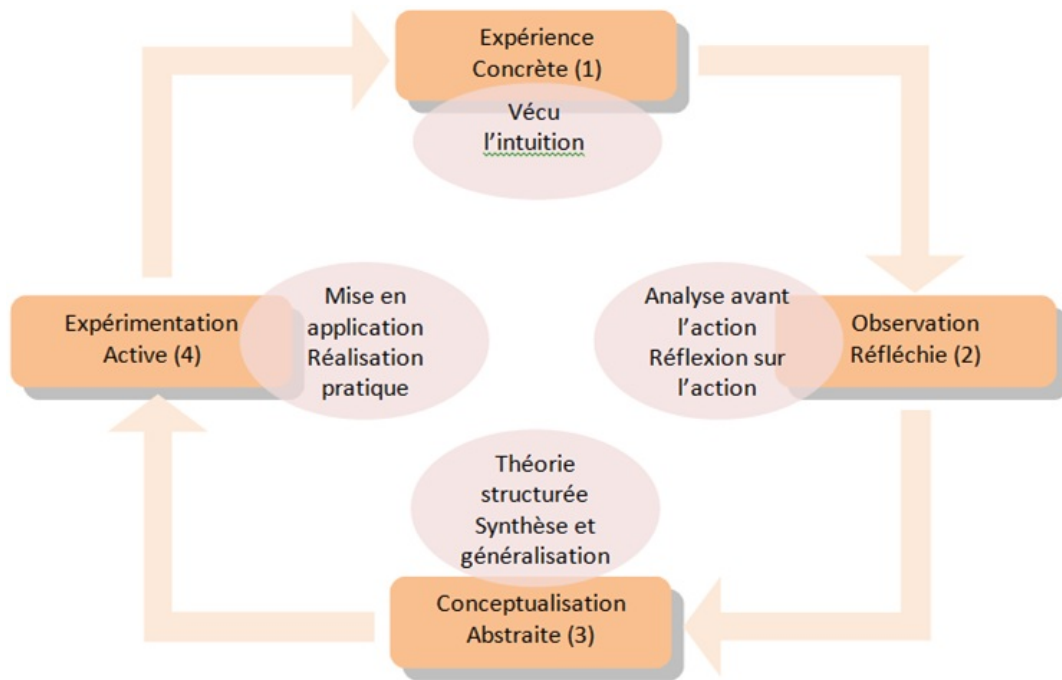 Expérience
Concrète (1)
Vécu
l'intuition
Analyse avant
l'action
Réflexion sur
l'action
Observation
Réfléchie (2)
Théorie
structurée
Synthèse et
généralisation
Conceptualisation
Abstraite (3)
Expérimentation
Active (4)
Mise en
application
Réalisation
pratique